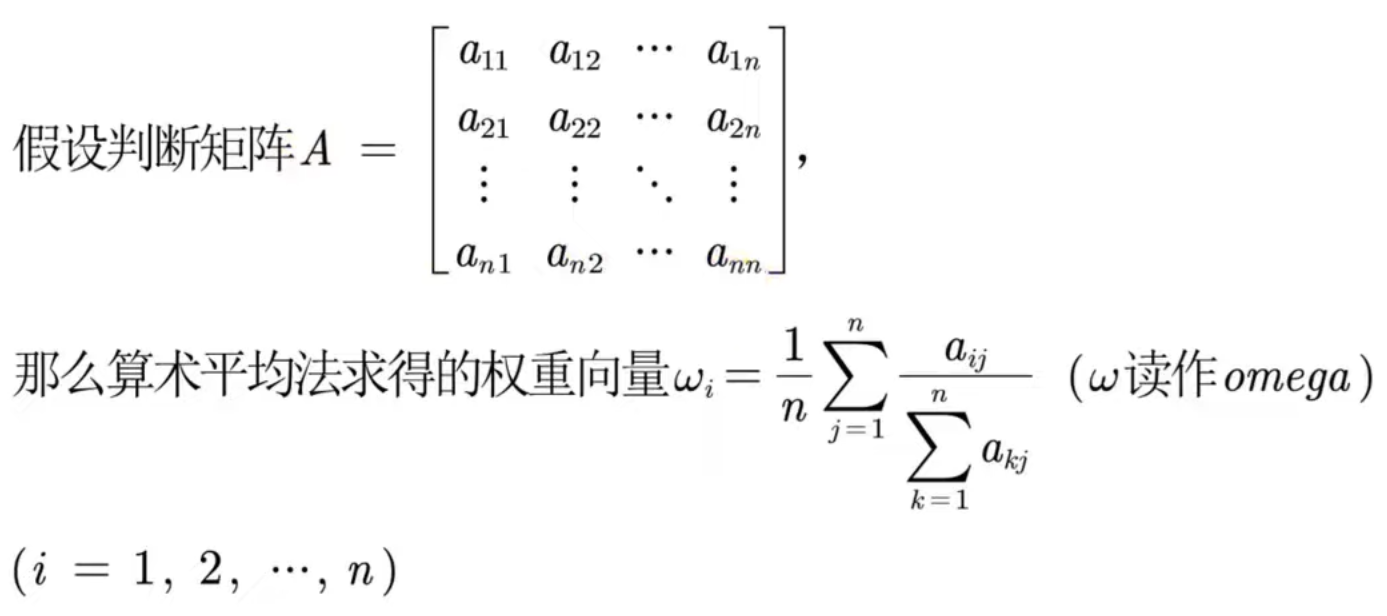 假设判断矩阵 $A = \begin{bmatrix} a_{11} & a_{12} & \cdots & a_{1n} \\ a_{21} & a_{22} & \cdots & a_{2n} \\ \vdots & \vdots & \ddots & \vdots \\ a_{n1} & a_{n2} & \cdots & a_{nn} \end{bmatrix}$，
那么算术平均法求得的权重向量 $\omega_i = \frac{1}{n} \sum_{j=1}^{n} \frac{a_{ij}}{\sum_{k=1}^{n} a_{kj}}$ ($\omega$读作$omega$)
$(i = 1, 2, \cdots, n)$